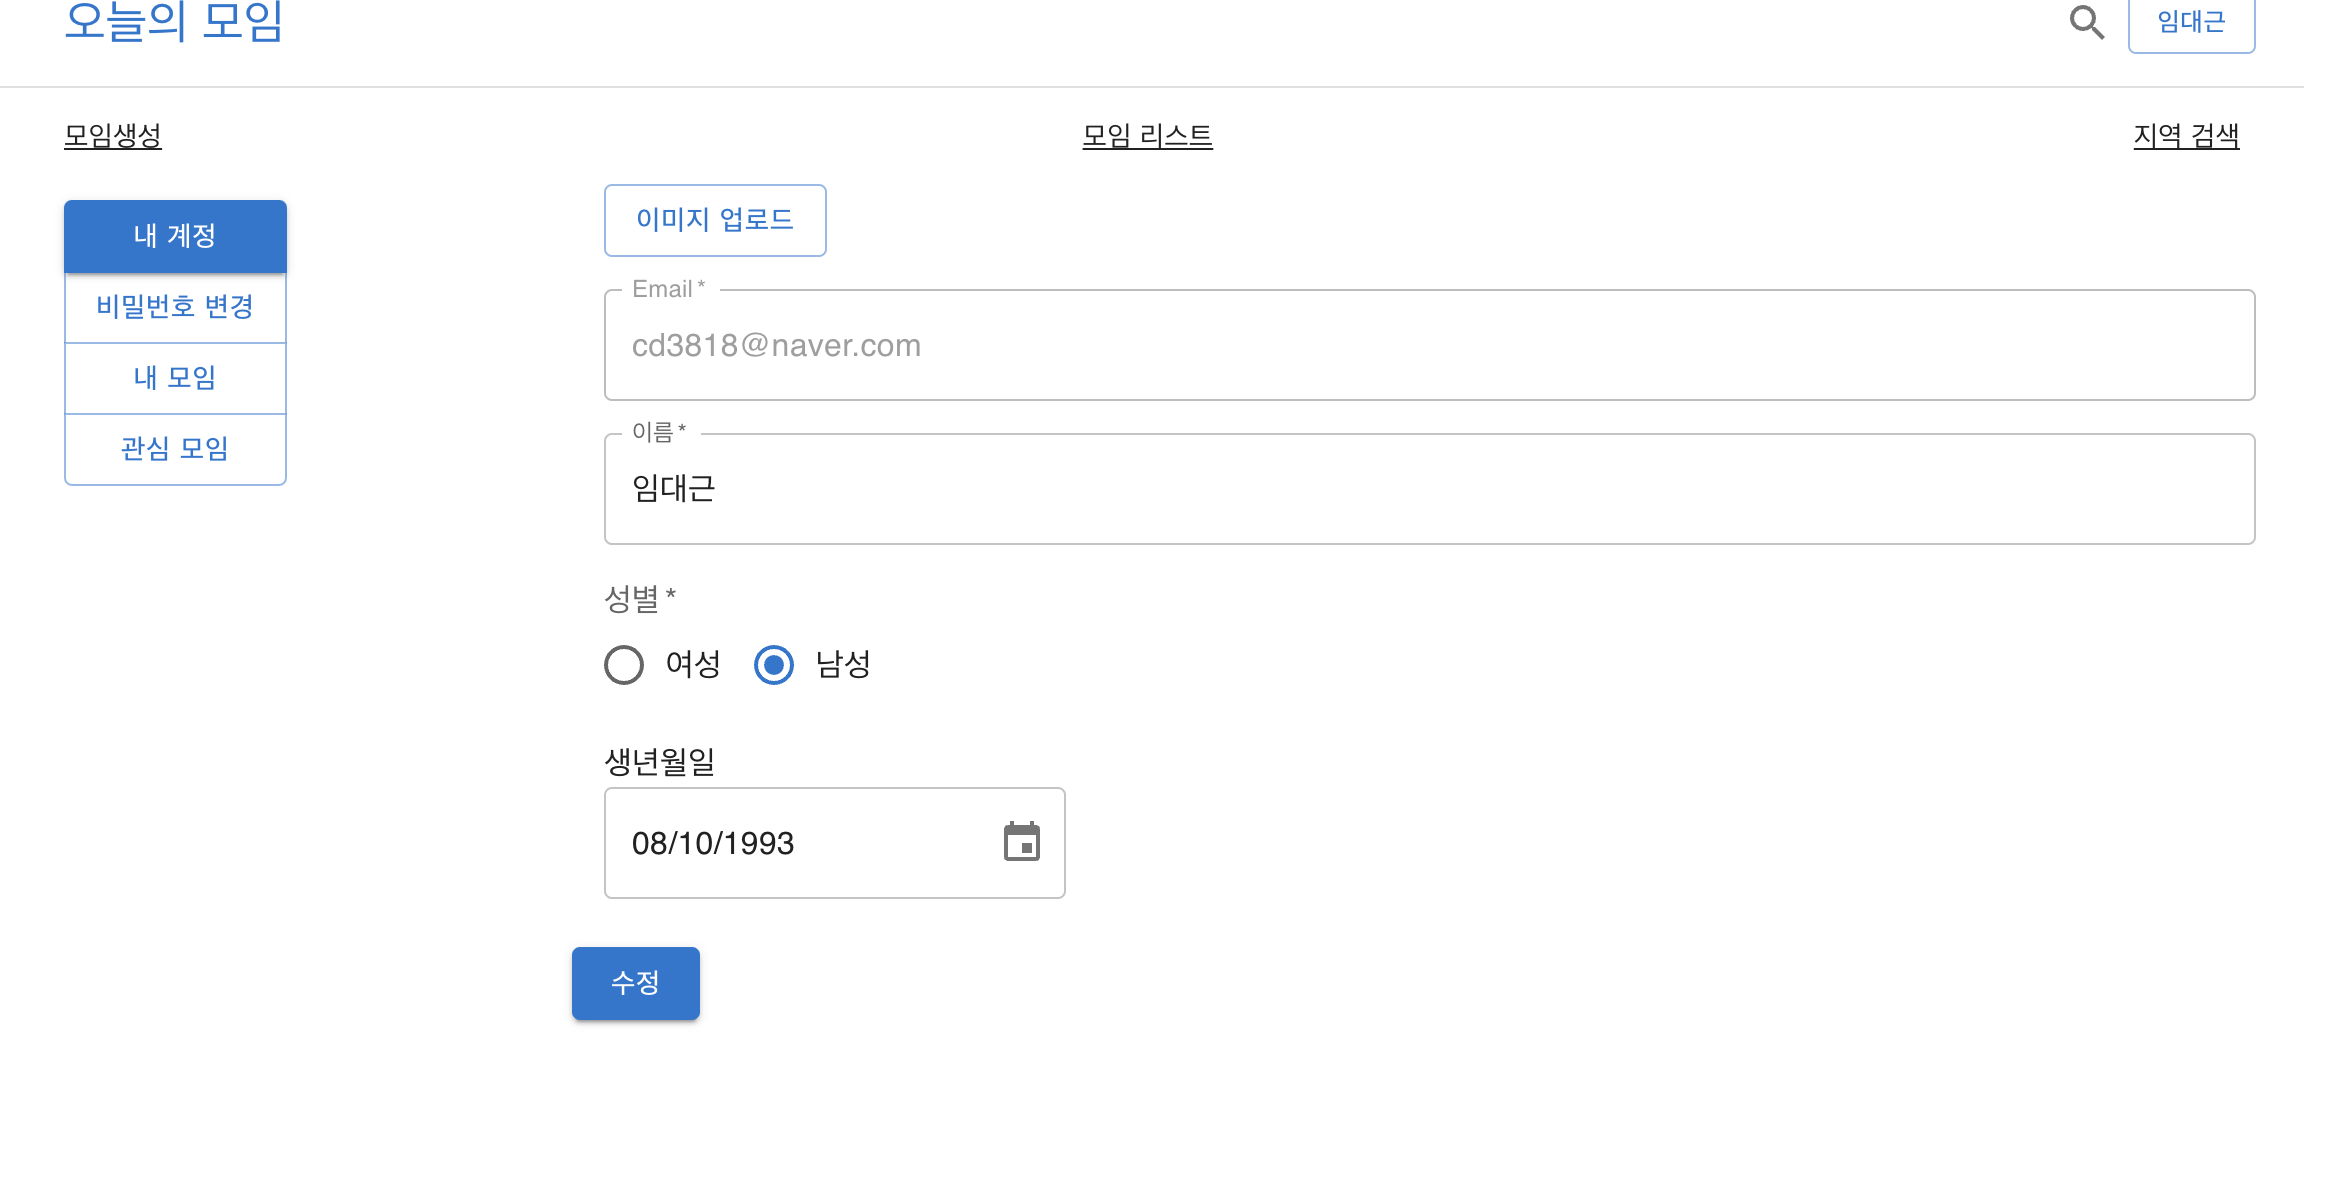 오늘의 모임
임대근
모임생성
모임 리스트
지역 검색
내 계정
비밀번호 변경
내 모임
관심 모임
이미지 업로드
Email *
cd3818@naver.com
이름 *
임대근
성별 *
여성
남성
생년월일
08/10/1993
수정